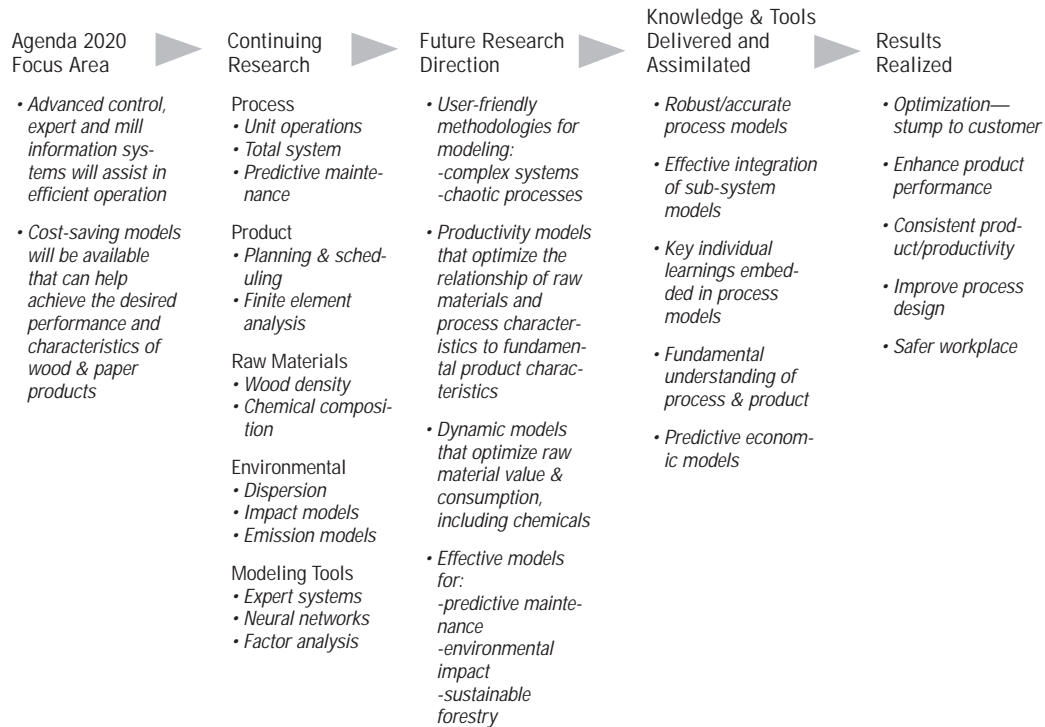 Agenda 2020
Focus Area
• Advanced control,
expert and mill
information sys-
tems will assist in
efficient operation
• Cost-saving models
will be available
that can help
achieve the desired
performance and
characteristics of
wood & paper
products
Continuing
Research
Process
• Unit operations
• Total system
• Predictive mainte-
nance
Product
• Planning & sched-
uling
• Finite element
analysis
Raw Materials
• Wood density
• Chemical composi-
tion
Environmental
• Dispersion
• Impact models
• Emission models
Modeling Tools
• Expert systems
• Neural networks
• Factor analysis
Future Research
Direction
• User-friendly
methodologies for
modeling:
-complex systems
-chaotic processes
• Productivity models
that optimize the
relationship of raw
materials and
process character-
istics to fundamen-
tal product charac-
teristics
• Dynamic models
that optimize raw
material value &
consumption,
including chemicals
• Effective models
for:
-predictive mainte-
nance
-environmental
impact
-sustainable
forestry
Knowledge & Tools
Delivered and
Assimilated
• Robust/accurate
process models
• Effective integration
of sub-system
models
• Key individual
learnings embed-
ded in process
models
• Fundamental
understanding of
process & product
• Predictive econom-
ic models
Results
Realized
• Optimization—
stump to customer
• Enhance product
performance
• Consistent prod-
uct/productivity
• Improve process
design
• Safer workplace